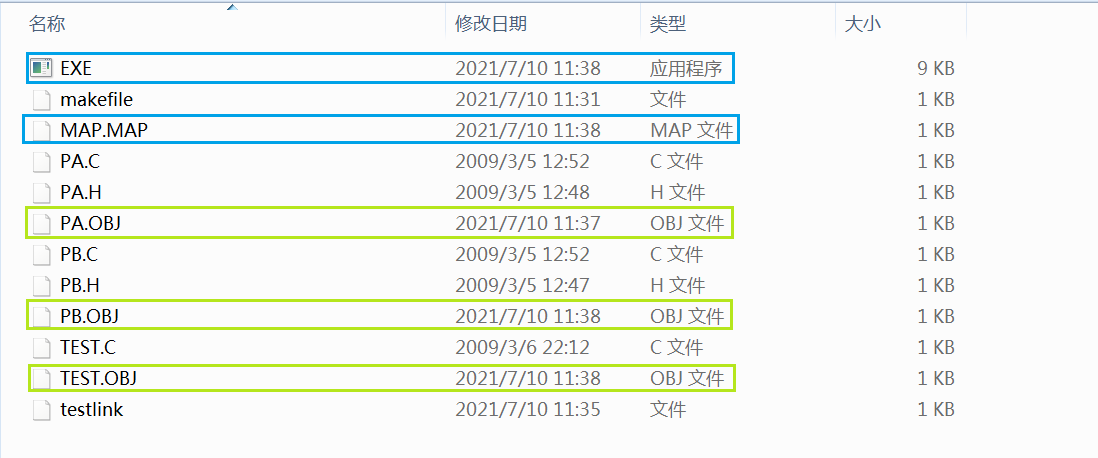 名称 修改日期 类型 大小
EXE 2021/7/10 11:38 应用程序 9 KB
makefile 2021/7/10 11:31 文件 1 KB
MAP.MAP 2021/7/10 11:38 MAP 文件 1 KB
PA.C 2009/3/5 12:52 C 文件 1 KB
PA.H 2009/3/5 12:48 H 文件 1 KB
PA.OBJ 2021/7/10 11:37 OBJ 文件 1 KB
PB.C 2009/3/5 12:52 C 文件 1 KB
PB.H 2009/3/5 12:47 H 文件 1 KB
PB.OBJ 2021/7/10 11:38 OBJ 文件 1 KB
TEST.C 2009/3/6 22:12 C 文件 1 KB
TEST.OBJ 2021/7/10 11:38 OBJ 文件 1 KB
testlink 2021/7/10 11:35 文件 1 KB